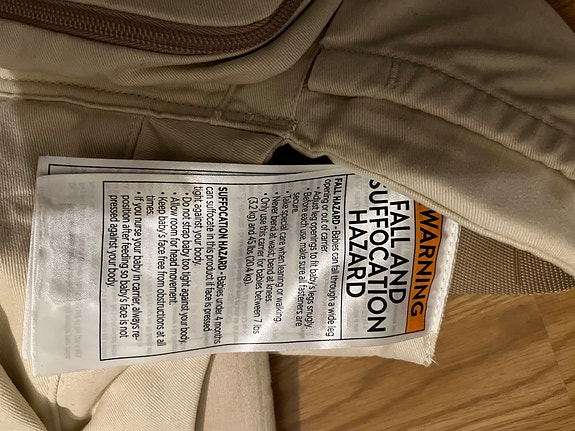 WARNING
FALL AND
SUFFOCATION
HAZARD
FALL HAZARD - Babies can fall through a wide leg
opening or out of carrier.
• Adjust leg openings to fit baby's legs snugly.
• Before each use, make sure all fasteners are
secure.
• Take special care when leaning or walking.
• Never bend at waist; bend at knees.
• Only use this carrier for babies between 7 lbs
(3.2 kg) and 45 lbs (20.4 kg).
SUFFOCATION HAZARD - Babies under 4 months
can suffocate in this product if face is pressed
tight against your body.
• Do not strap baby too tight against your body.
• Allow room for head movement.
• Keep baby's face free from obstructions at all
times.
• If you nurse your baby in carrier, always re-
position after feeding so baby's face is not
pressed against your body.